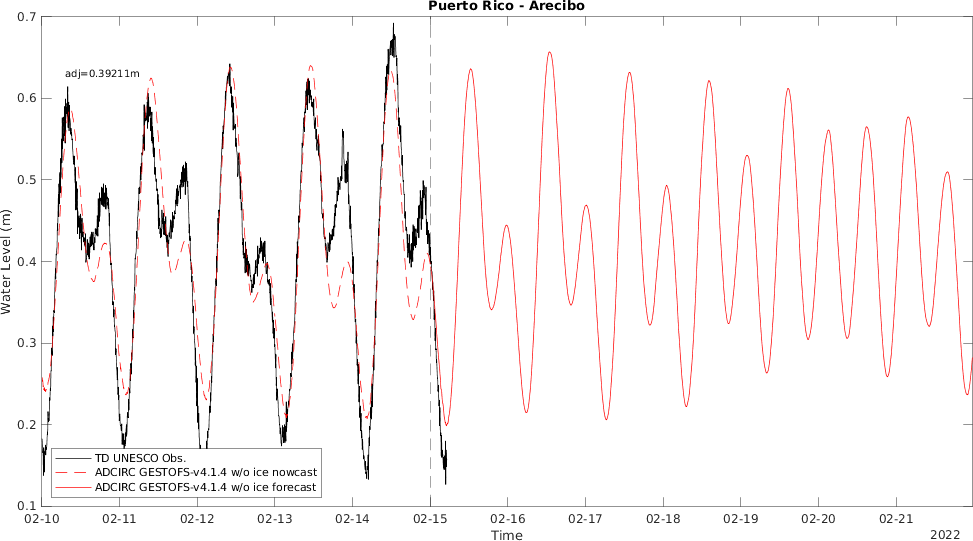 Puerto Rico - Arecibo
0.7
adj=0.39211m
0.6
0.5
0.4
0.3
0.2
0.1
Water Level (m)
TD UNESCO Obs.
ADCIRC GESTOFS-v4.1.4 w/o ice nowcast
ADCIRC GESTOFS-v4.1.4 w/o ice forecast
02-10 02-11 02-12 02-13 02-14 02-15 02-16 02-17 02-18 02-19 02-20 02-21
Time
2022